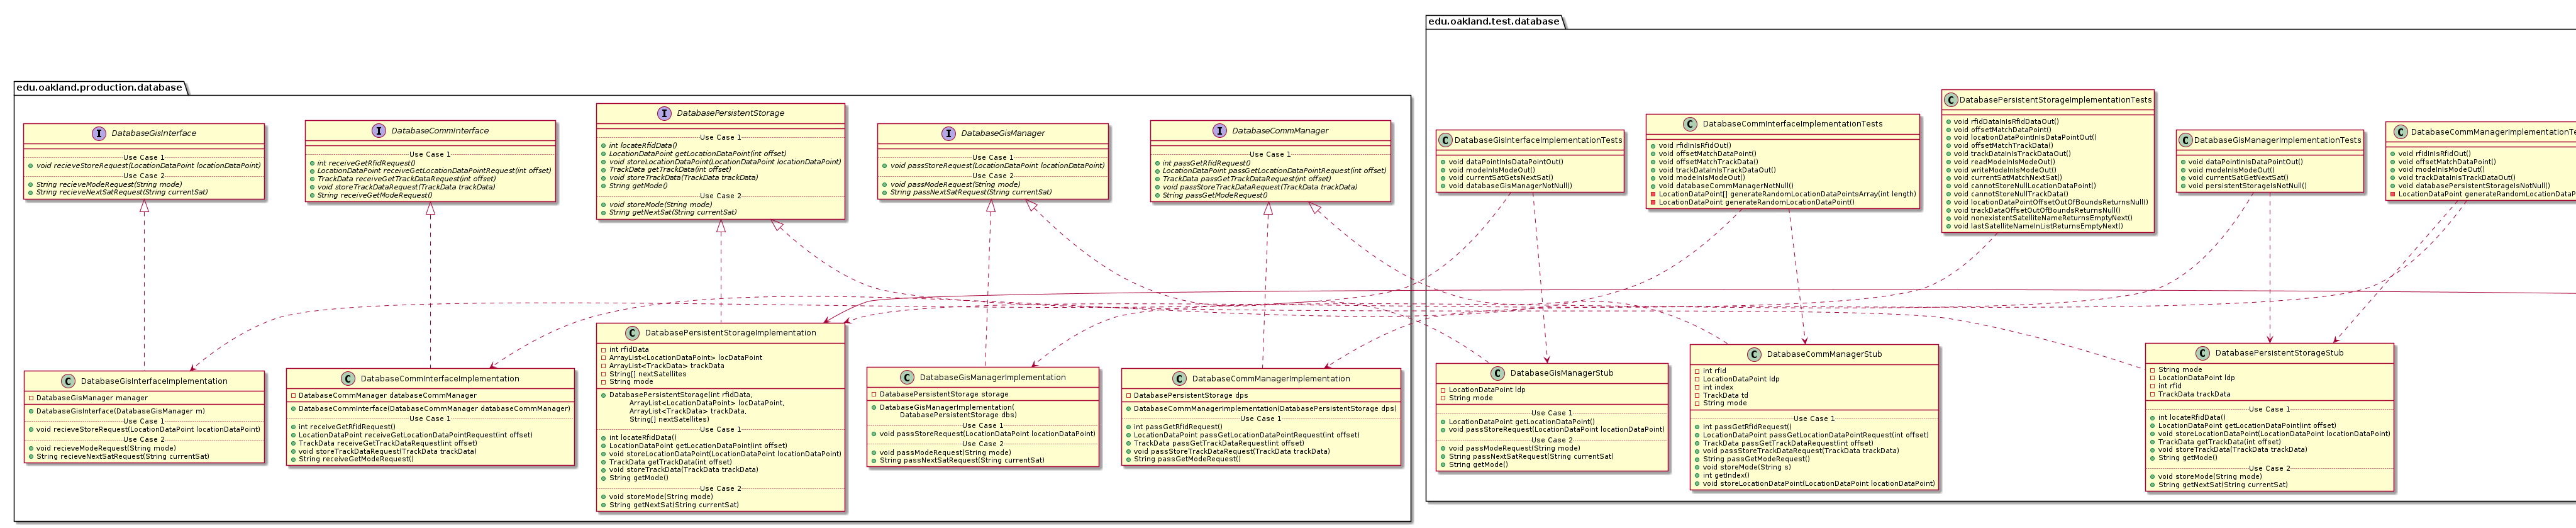 edu.oakland.production.database
I DatabaseGisInterface
Use Case 1
void recieveStoreRequest(LocationDataPoint locationDataPoint)
Use Case 2
String recieveModeRequest(String mode)
String recieveNextSatRequest(String currentSat)
I DatabaseCommInterface
Use Case 1
int receiveGetRfidRequest()
LocationDataPoint receiveGetLocationDataPointRequest(int offset)
TrackData receiveGetTrackDataRequest(int offset)
void storeTrackDataRequest(TrackData trackData)
String receiveGetModeRequest()
I DatabasePersistentStorage
Use Case 1
int locateRfidData()
LocationDataPoint getLocationDataPoint(int offset)
void storeLocationDataPoint(LocationDataPoint locationDataPoint)
TrackData getTrackData(int offset)
void storeTrackData(TrackData trackData)
String getMode()
Use Case 2
void storeMode(String mode)
String getNextSat(String currentSat)
I DatabaseGisManager
Use Case 1
void passStoreRequest(LocationDataPoint locationDataPoint)
Use Case 2
void passModeRequest(String mode)
String passNextSatRequest(String currentSat)
I DatabaseCommManager
Use Case 1
int passGetRfidRequest()
LocationDataPoint passGetLocationDataPointRequest(int offset)
TrackData passGetTrackDataRequest(int offset)
void passStoreTrackDataRequest(TrackData trackData)
String passGetModeRequest()
C DatabaseGisInterfaceImplementation
DatabaseGisManager manager
DatabaseGisInterface(DatabaseGisManager m)
Use Case 1
void recieveStoreRequest(LocationDataPoint locationDataPoint)
Use Case 2
void recieveModeRequest(String mode)
String recieveNextSatRequest(String currentSat)
C DatabaseCommInterfaceImplementation
DatabaseCommManager databaseCommManager
DatabaseCommInterface(DatabaseCommManager databaseCommManager)
Use Case 1
int receiveGetRfidRequest()
LocationDataPoint receiveGetLocationDataPointRequest(int offset)
TrackData receiveGetTrackDataRequest(int offset)
void storeTrackDataRequest(TrackData trackData)
String receiveGetModeRequest()
C DatabasePersistentStorageImplementation
int rfidData
ArrayList<LocationDataPoint> locDataPoint
ArrayList<TrackData> trackData
String[] nextSatellites
String mode
DatabasePersistentStorage(int rfidData,
ArrayList<LocationDataPoint> locDataPoint,
ArrayList<TrackData> trackData,
String[] nextSatellites)
Use Case 1
int locateRfidData()
LocationDataPoint getLocationDataPoint(int offset)
void storeLocationDataPoint(LocationDataPoint locationDataPoint)
TrackData getTrackData(int offset)
void storeTrackData(TrackData trackData)
String getMode()
Use Case 2
void storeMode(String mode)
String getNextSat(String currentSat)
C DatabaseGisManagerImplementation
DatabasePersistentStorage storage
DatabaseGisManagerImplementation(
DatabasePersistentStorage dbs)
Use Case 1
void passStoreRequest(LocationDataPoint locationDataPoint)
Use Case 2
void passModeRequest(String mode)
String passNextSatRequest(String currentSat)
C DatabaseCommManagerImplementation
DatabasePersistentStorage dps
DatabaseCommManagerImplementation(DatabasePersistentStorage dps)
Use Case 1
int passGetRfidRequest()
LocationDataPoint passGetLocationDataPointRequest(int offset)
TrackData passGetTrackDataRequest(int offset)
void passStoreTrackDataRequest(TrackData trackData)
String passGetModeRequest()
edu.oakland.test.database
C DatabaseGisInterfaceImplementationTests
void dataPointInIsDataPointOut()
void modeInIsModeOut()
void currentSatGetsNextSat()
void databaseGisManagerNotNull()
C DatabaseCommInterfaceImplementationTests
void rfidInIsRfidOut()
void offsetMatchDataPoint()
void offsetMatchTrackData()
void trackDataInIsTrackDataOut()
void modeInIsModeOut()
void databaseCommManagerNotNull()
LocationDataPoint[] generateRandomLocationDataPointsArray(int length)
LocationDataPoint generateRandomLocationDataPoint()
C DatabasePersistentStorageImplementationTests
void rfidDataInIsRfidDataOut()
void offsetMatchDataPoint()
void locationDataPointInIsDataPointOut()
void offsetMatchTrackData()
void trackDataInIsTrackDataOut()
void readModeInIsModeOut()
void writeModeInIsModeOut()
void currentSatMatchNextSat()
void cannotStoreNullLocationDataPoint()
void cannotStoreNullTrackData()
void locationDataPointOffsetOutOfBoundsReturnsNull()
void trackDataOffsetOutOfBoundsReturnsNull()
void nonexistentSatelliteNameReturnsEmptyNext()
void lastSatelliteNameInListReturnsEmptyNext()
C DatabaseGisManagerImplementationTests
void dataPointInIsDataPointOut()
void modeInIsModeOut()
void currentSatGetNextSat()
void persistentStorageIsNotNull()
C DatabaseCommManagerImplementationTe
void rfidInIsRfidOut()
void offsetMatchDataPoint()
void modeInIsModeOut()
void trackDataInIsTrackDataOut()
void databasePersistentStorageIsNotNull()
LocationDataPoint generateRandomLocationDataP
C DatabaseGisManagerStub
LocationDataPoint ldp
String mode
Use Case 1
LocationDataPoint getLocationDataPoint()
void passStoreRequest(LocationDataPoint locationDataPoint)
Use Case 2
void passModeRequest(String mode)
String passNextSatRequest(String currentSat)
String getMode()
C DatabaseCommManagerStub
int rfid
LocationDataPoint ldp
int index
TrackData td
String mode
Use Case 1
int passGetRfidRequest()
LocationDataPoint passGetLocationDataPointRequest(int offset)
TrackData passGetTrackDataRequest(int offset)
void passStoreTrackDataRequest(TrackData trackData)
String passGetModeRequest()
void storeMode(String s)
int getIndex()
void storeLocationDataPoint(LocationDataPoint locationDataPoint)
C DatabasePersistentStorageStub
String mode
LocationDataPoint ldp
int rfid
TrackData trackData
Use Case 1
int locateRfidData()
LocationDataPoint getLocationDataPoint(int offset)
void storeLocationDataPoint(LocationDataPoint locationDataPoint)
TrackData getTrackData(int offset)
void storeTrackData(TrackData trackData)
String getMode()
Use Case 2
void storeMode(String mode)
String getNextSat(String currentSat)